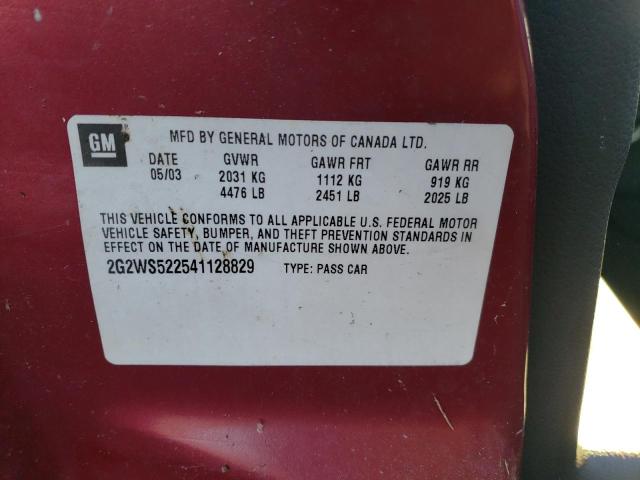 GM
MFD BY GENERAL MOTORS OF CANADA LTD.
DATE GVWR GAWR FRT GAWR RR
05/03 2031 KG 1112 KG 919 KG
4476 LB 2451 LB 2025 LB
THIS VEHICLE CONFORMS TO ALL APPLICABLE U.S. FEDERAL MOTOR
VEHICLE SAFETY, BUMPER, AND THEFT PREVENTION STANDARDS IN
EFFECT ON THE DATE OF MANUFACTURE SHOWN ABOVE.
2G2WS522541128829 TYPE: PASS CAR